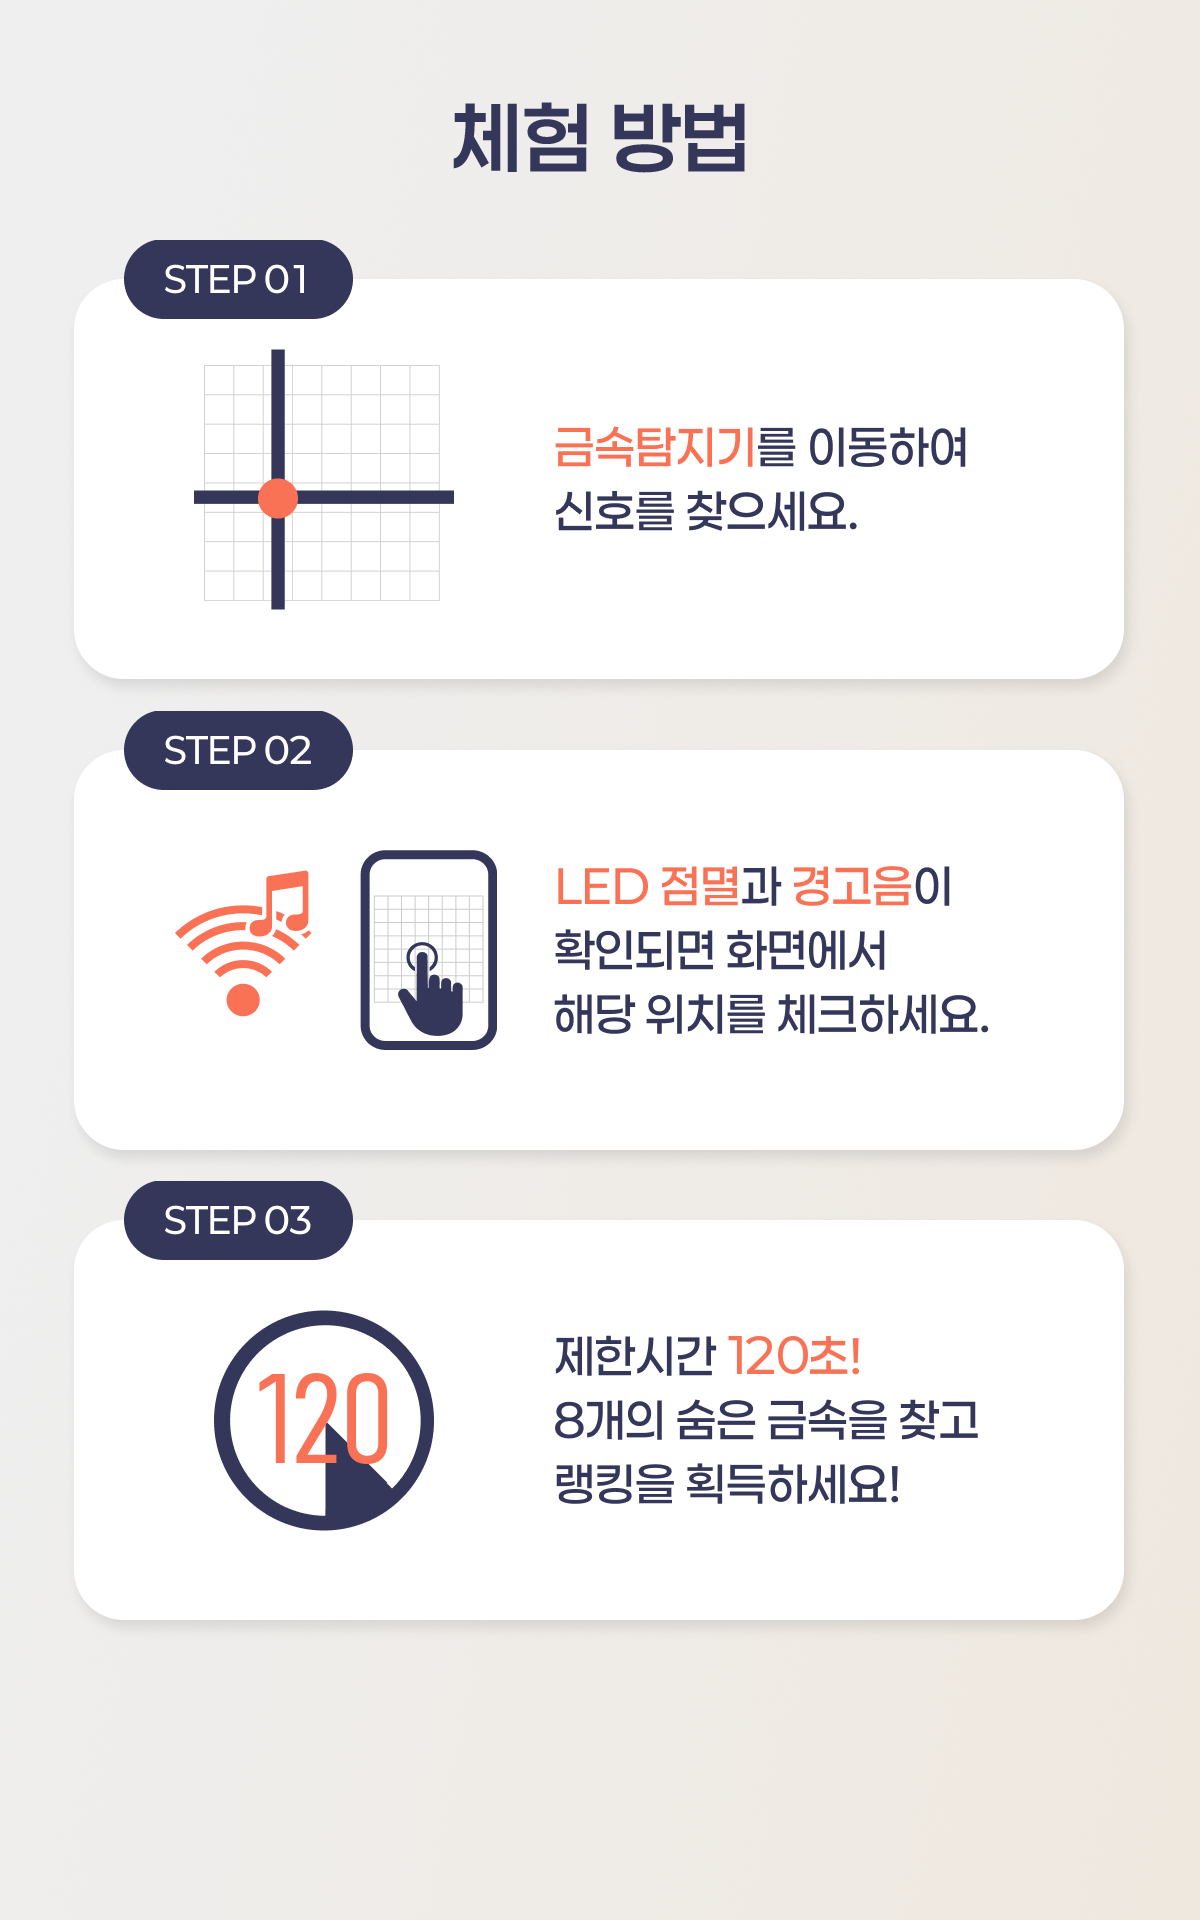 체험 방법
STEP 01
금속탐지기를 이동하여
신호를 찾으세요.
STEP 02
LED 점멸과 경고음이
확인되면 화면에서
해당 위치를 체크하세요.
STEP 03
120
제한시간 120초!
8개의 숨은 금속을 찾고
랭킹을 획득하세요!